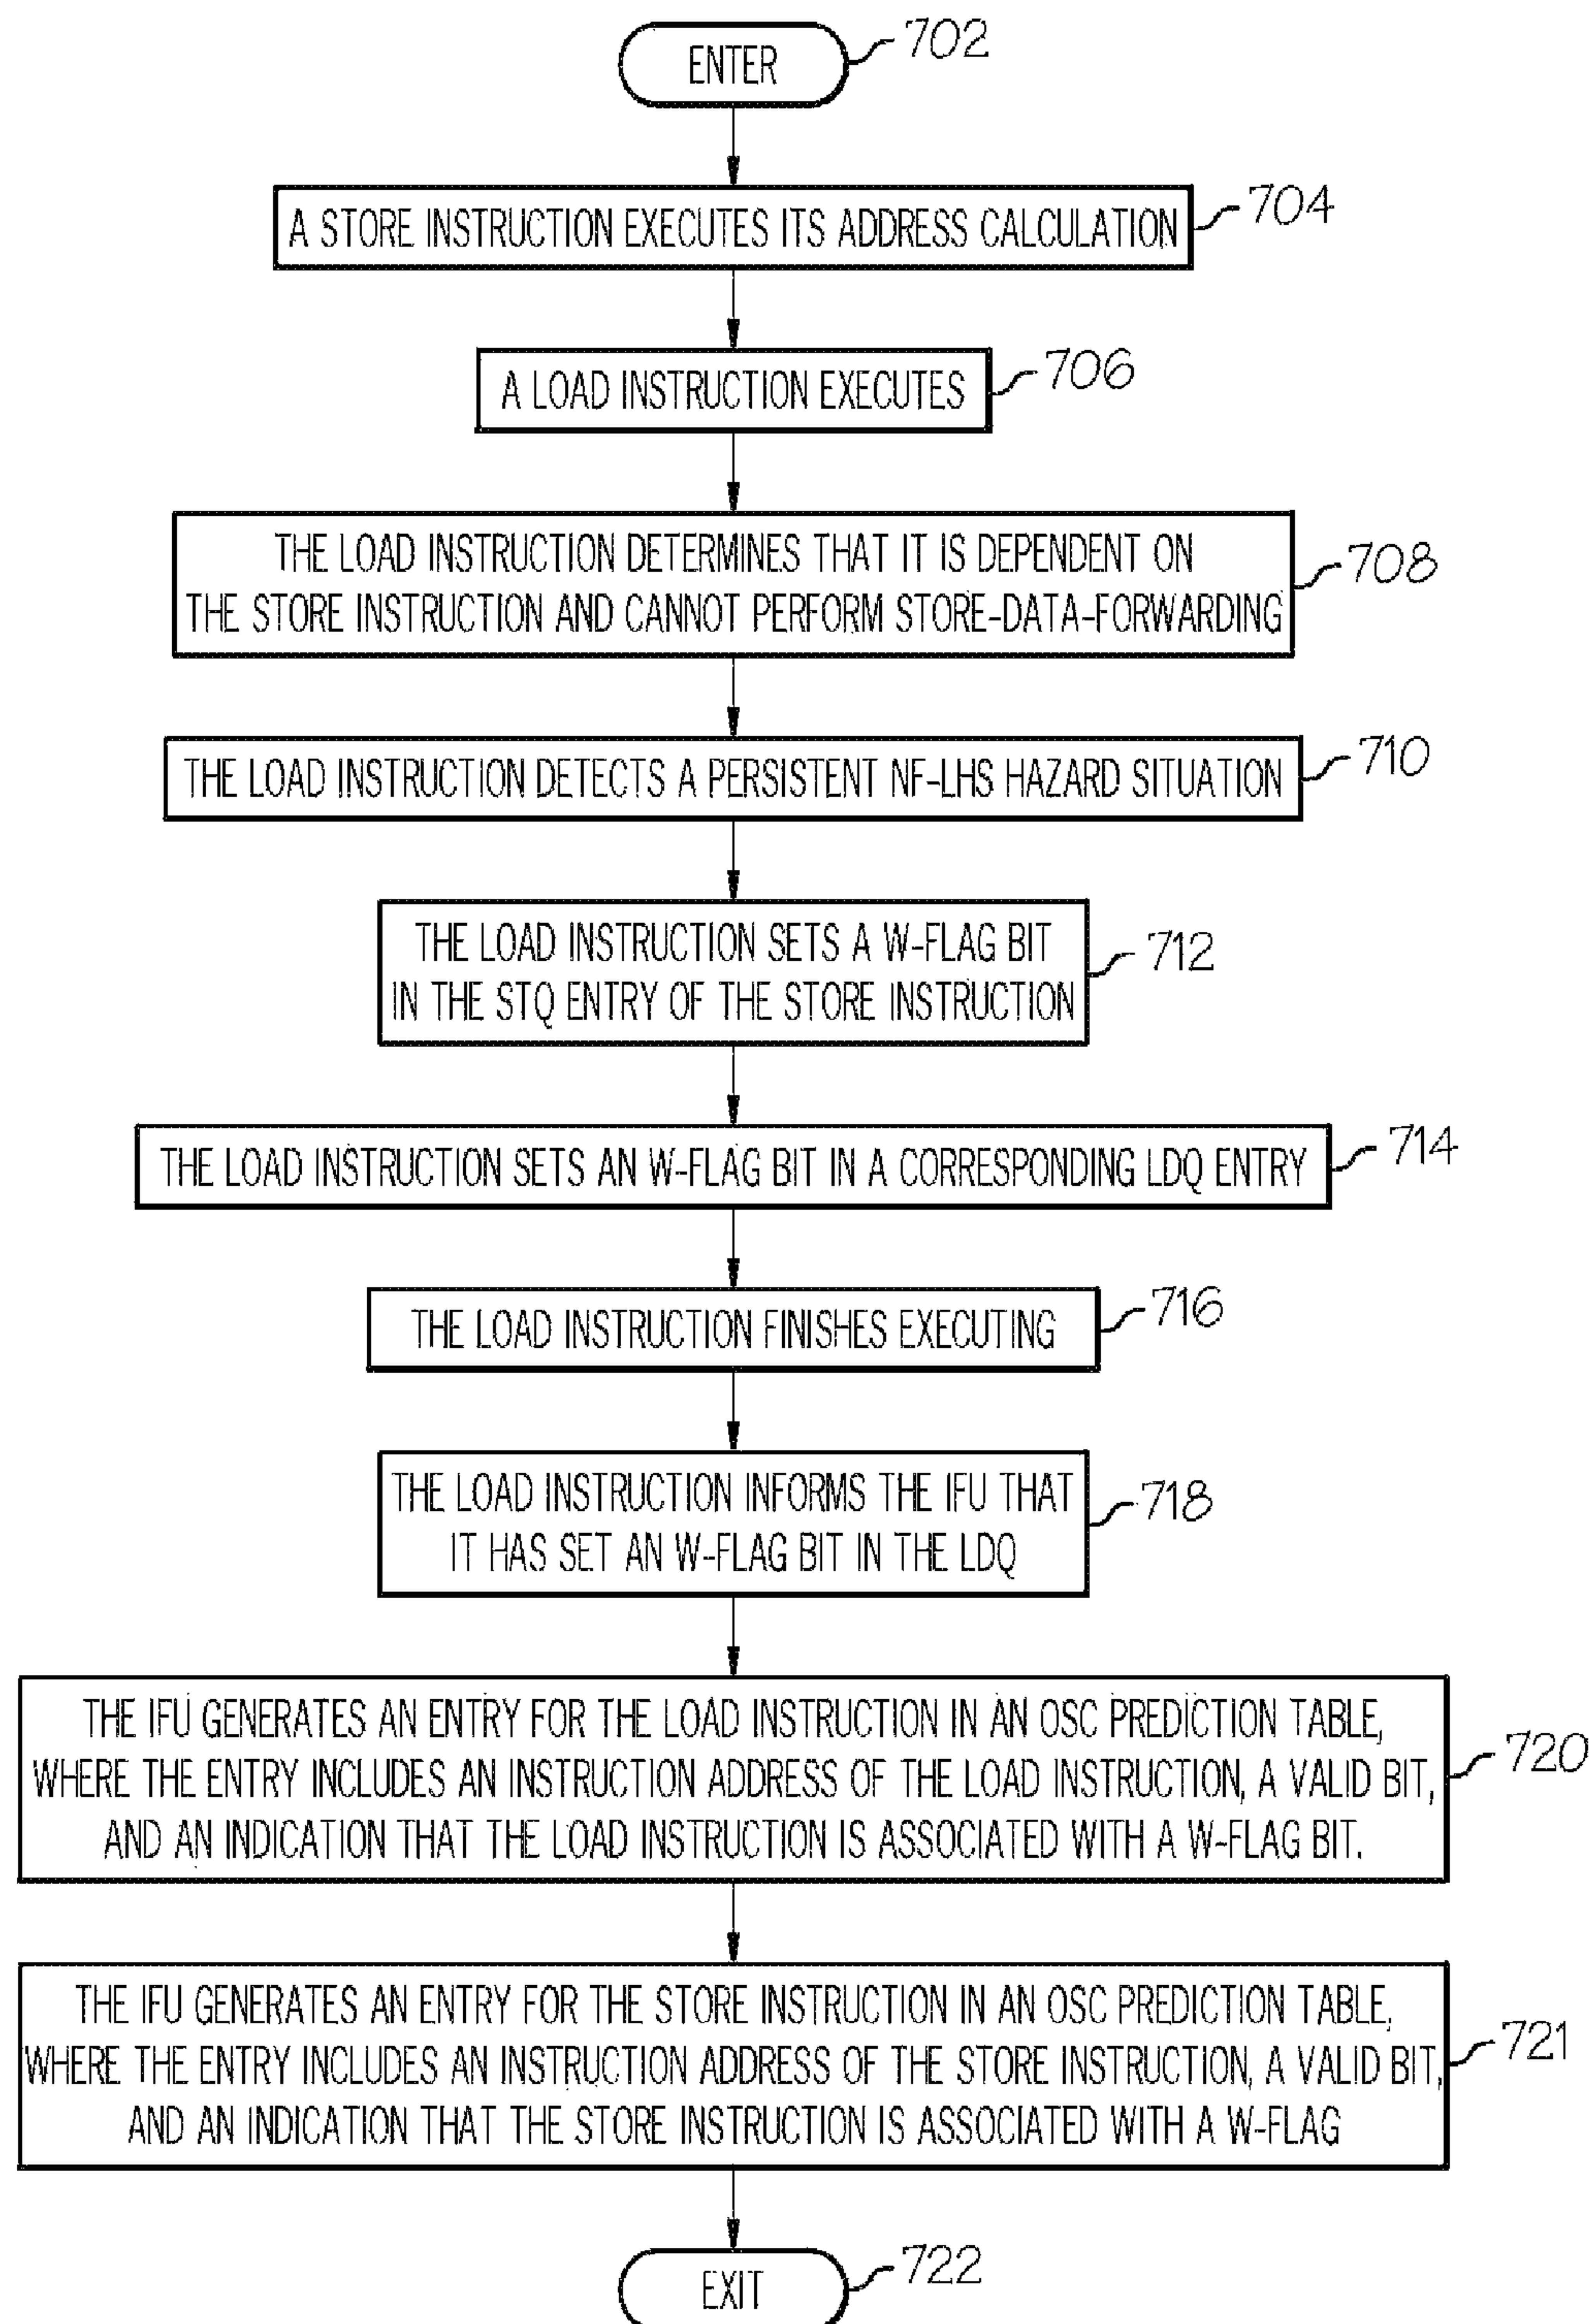 ENTER
702
A STORE INSTRUCTION EXECUTES ITS ADDRESS CALCULATION
704
A LOAD INSTRUCTION EXECUTES
706
THE LOAD INSTRUCTION DETERMINES THAT IT IS DEPENDENT ON
THE STORE INSTRUCTION AND CANNOT PERFORM STORE-DATA-FORWARDING
708
THE LOAD INSTRUCTION DETECTS A PERSISTENT NF-LHS HAZARD SITUATION
710
THE LOAD INSTRUCTION SETS A W-FLAG BIT
IN THE STQ ENTRY OF THE STORE INSTRUCTION
712
THE LOAD INSTRUCTION SETS AN W-FLAG BIT IN A CORRESPONDING LDQ ENTRY
714
THE LOAD INSTRUCTION FINISHES EXECUTING
716
THE LOAD INSTRUCTION INFORMS THE IFU THAT
IT HAS SET AN W-FLAG BIT IN THE LDQ
718
THE IFU GENERATES AN ENTRY FOR THE LOAD INSTRUCTION IN AN OSC PREDICTION TABLE,
WHERE THE ENTRY INCLUDES AN INSTRUCTION ADDRESS OF THE LOAD INSTRUCTION, A VALID BIT,
AND AN INDICATION THAT THE LOAD INSTRUCTION IS ASSOCIATED WITH A W-FLAG BIT.
720
THE IFU GENERATES AN ENTRY FOR THE STORE INSTRUCTION IN AN OSC PREDICTION TABLE,
WHERE THE ENTRY INCLUDES AN INSTRUCTION ADDRESS OF THE STORE INSTRUCTION, A VALID BIT,
AND AN INDICATION THAT THE STORE INSTRUCTION IS ASSOCIATED WITH A W-FLAG
721
EXIT
722